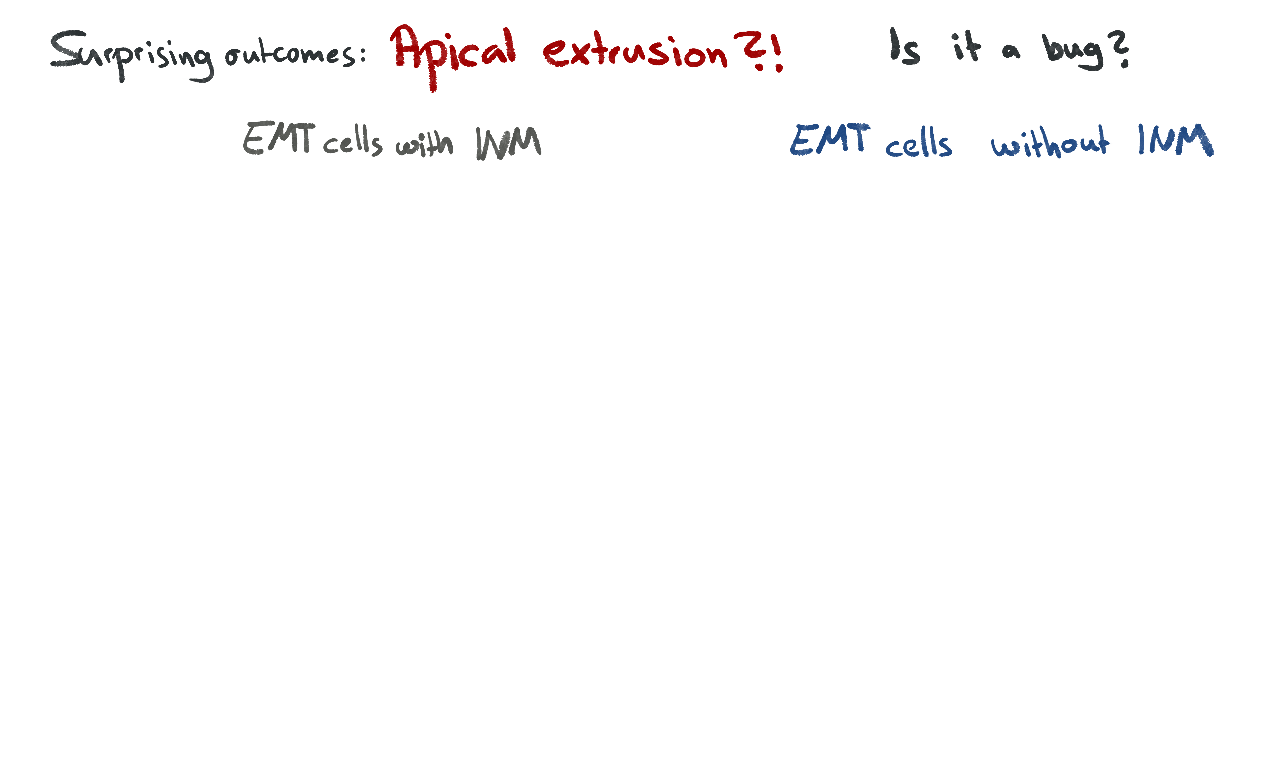 Surprising outcomes: Apical extrusion?! Is it a bug?
EMT cells with INM EMT cells without INM